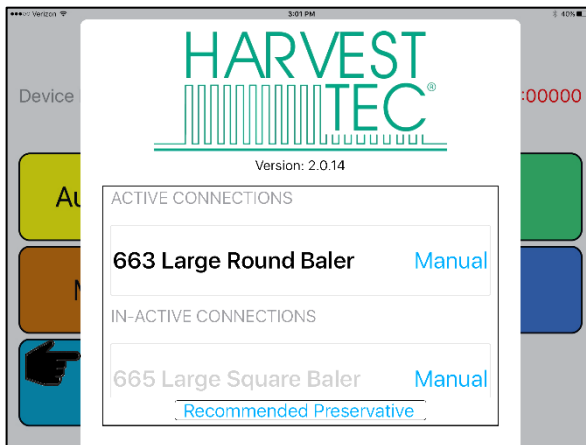 Verizon 3:01 PM 40%
HARVEST
TEC®
Version: 2.0.14
Device :00000
ACTIVE CONNECTIONS
Au
663 Large Round Baler Manual
M
IN-ACTIVE CONNECTIONS
665 Large Square Baler Manual
Recommended Preservative